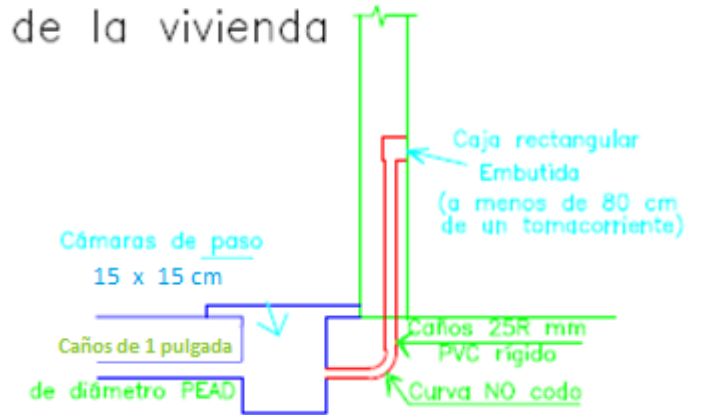 de la vivienda
Caja rectangular
Embutida
(a menos de 80 cm
de un tomacorriente)
Cámaras de paso
15 x 15 cm
Caños de 1 pulgada
de diámetro PEAD
Caños 25R mm
PVC rígido
Curva NO codo